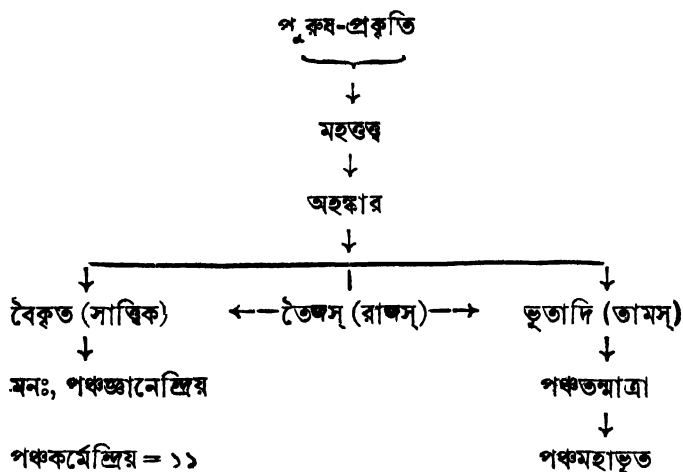 পুরুষ-প্রকৃতি
↓
মহত্তত্ত্ব
↓
অহঙ্কার
↓
বৈকৃত (সাত্ত্বিক) ←-- তৈজস্ (রাজস্) --→ ভূতাদি (তামস্)
↓ ↓
মনঃ, পঞ্চজ্ঞানেন্দ্রিয় পঞ্চতন্মাত্রা
↓
পঞ্চকর্মেন্দ্রিয় = ১১ পঞ্চমহাভূত